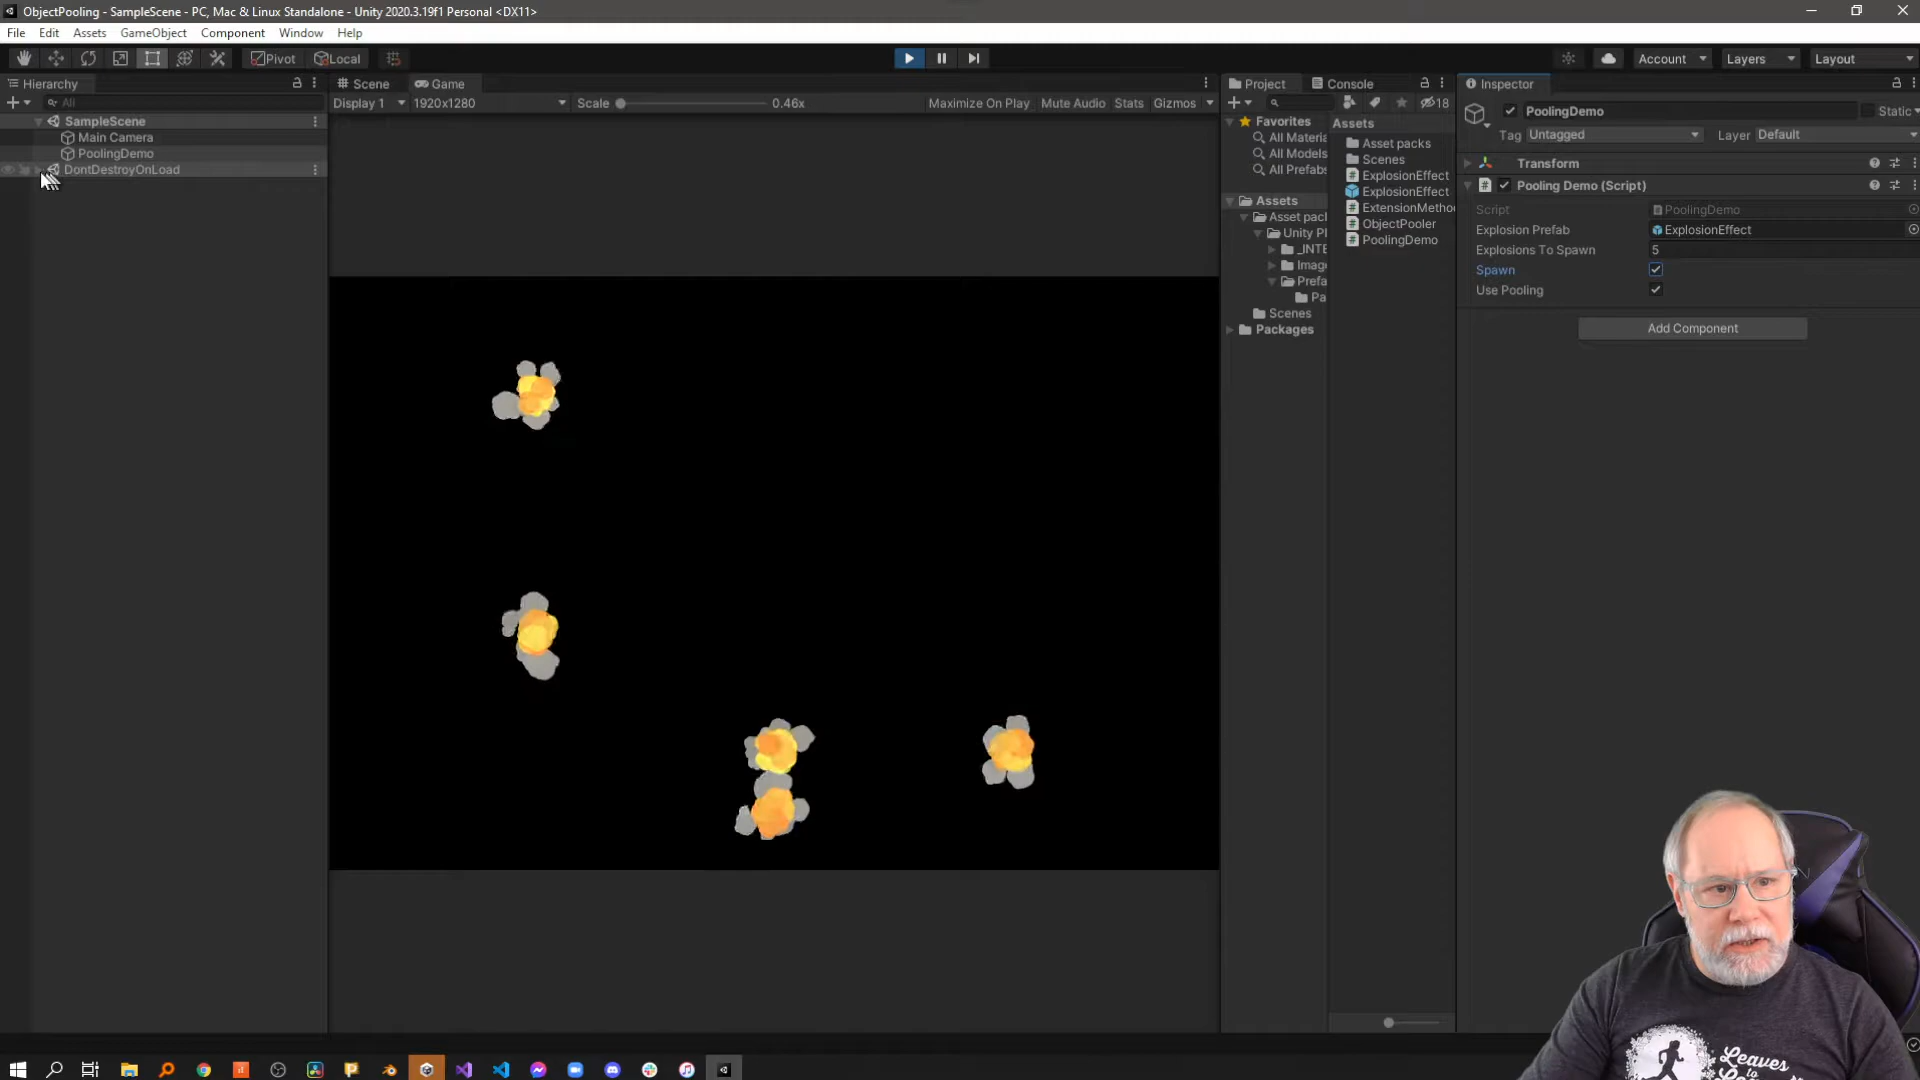 ObjectPooling - SampleScene - PC, Mac & Linux Standalone - Unity 2020.3.19f1 Personal <DX11>
File Edit Assets GameObject Component Window Help
Pivot Local Account Layers Layout
Hierarchy Scene Game Project Console Inspector
All
Display 1 1920x1280 Scale 0.46x Maximize On Play Mute Audio Stats Gizmos
18
SampleScene
Main Camera
PoolingDemo
DontDestroyOnLoad
Favorites
All Materia
All Models
All Prefabs
Assets
Asset pack
Unity Pl
_INTE
Image
Prefa
Pa
Scenes
Packages
Assets
Asset packs
Scenes
ExplosionEffect
ExplosionEffect
ExtensionMetho
ObjectPooler
PoolingDemo
PoolingDemo Static
Tag Untagged Layer Default
Transform
Pooling Demo (Script)
Script PoolingDemo
Explosion Prefab ExplosionEffect
Explosions To Spawn 5
Spawn
Use Pooling
Add Component
Leaves
to